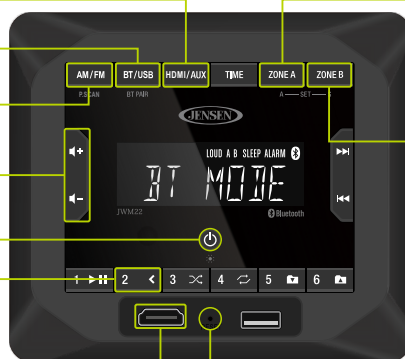 AM/FM BT/USB HDMI/AUX TIME ZONE A ZONE B
P.SCAN BT PAIR A — SET — B
JENSEN
LOUD A B SLEEP ALARM
BT MODE
JWM22 Bluetooth
1 2 3 4 5 6